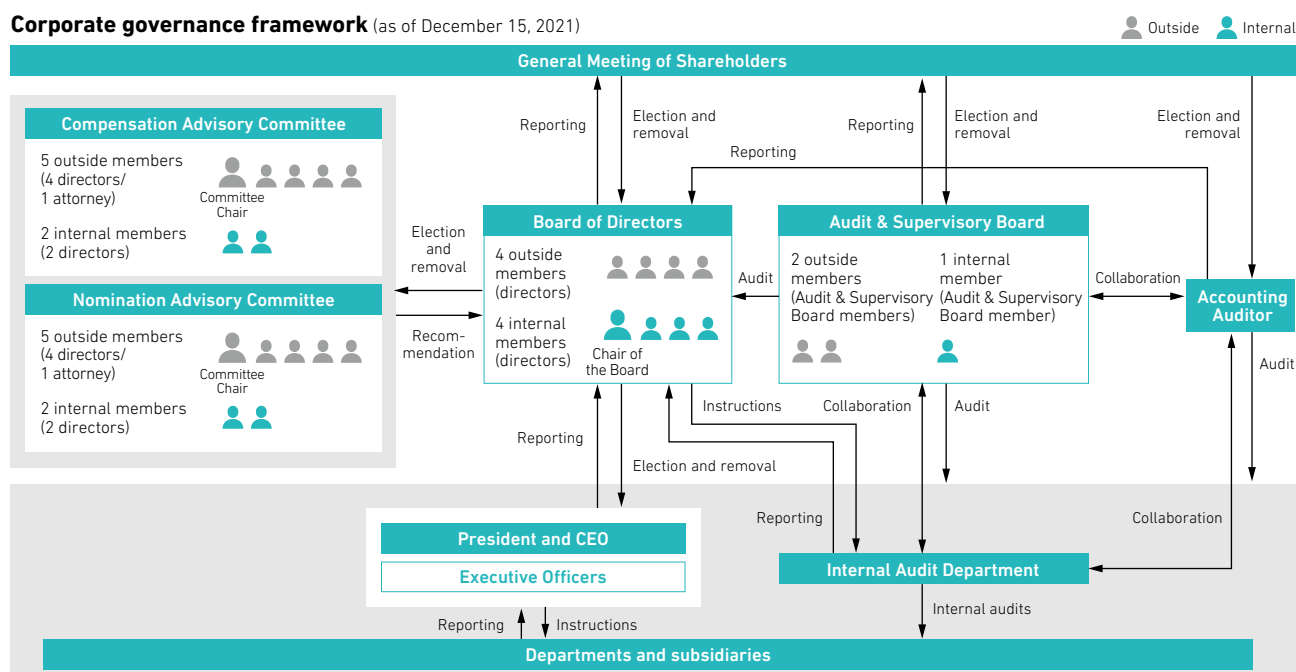 Corporate governance framework (as of December 15, 2021)
Outside
Internal
General Meeting of Shareholders
Compensation Advisory Committee
5 outside members
(4 directors/
1 attorney)
Committee
Chair
2 internal members
(2 directors)
Nomination Advisory Committee
5 outside members
(4 directors/
1 attorney)
Committee
Chair
2 internal members
(2 directors)
Election
and
removal
Recom-
mendation
Reporting
Election and
removal
Reporting
Election and
removal
Election and
removal
Reporting
Board of Directors
4 outside
members
(directors)
4 internal
members
(directors)
Chair of
the Board
Audit
Audit & Supervisory Board
2 outside
members
(Audit & Supervisory
Board members)
1 internal
member
(Audit & Supervisory
Board member)
Collaboration
Accounting
Auditor
Audit
Reporting
Election and removal
Instructions
Collaboration
Audit
Reporting
Collaboration
President and CEO
Executive Officers
Internal Audit Department
Reporting
Instructions
Internal audits
Departments and subsidiaries